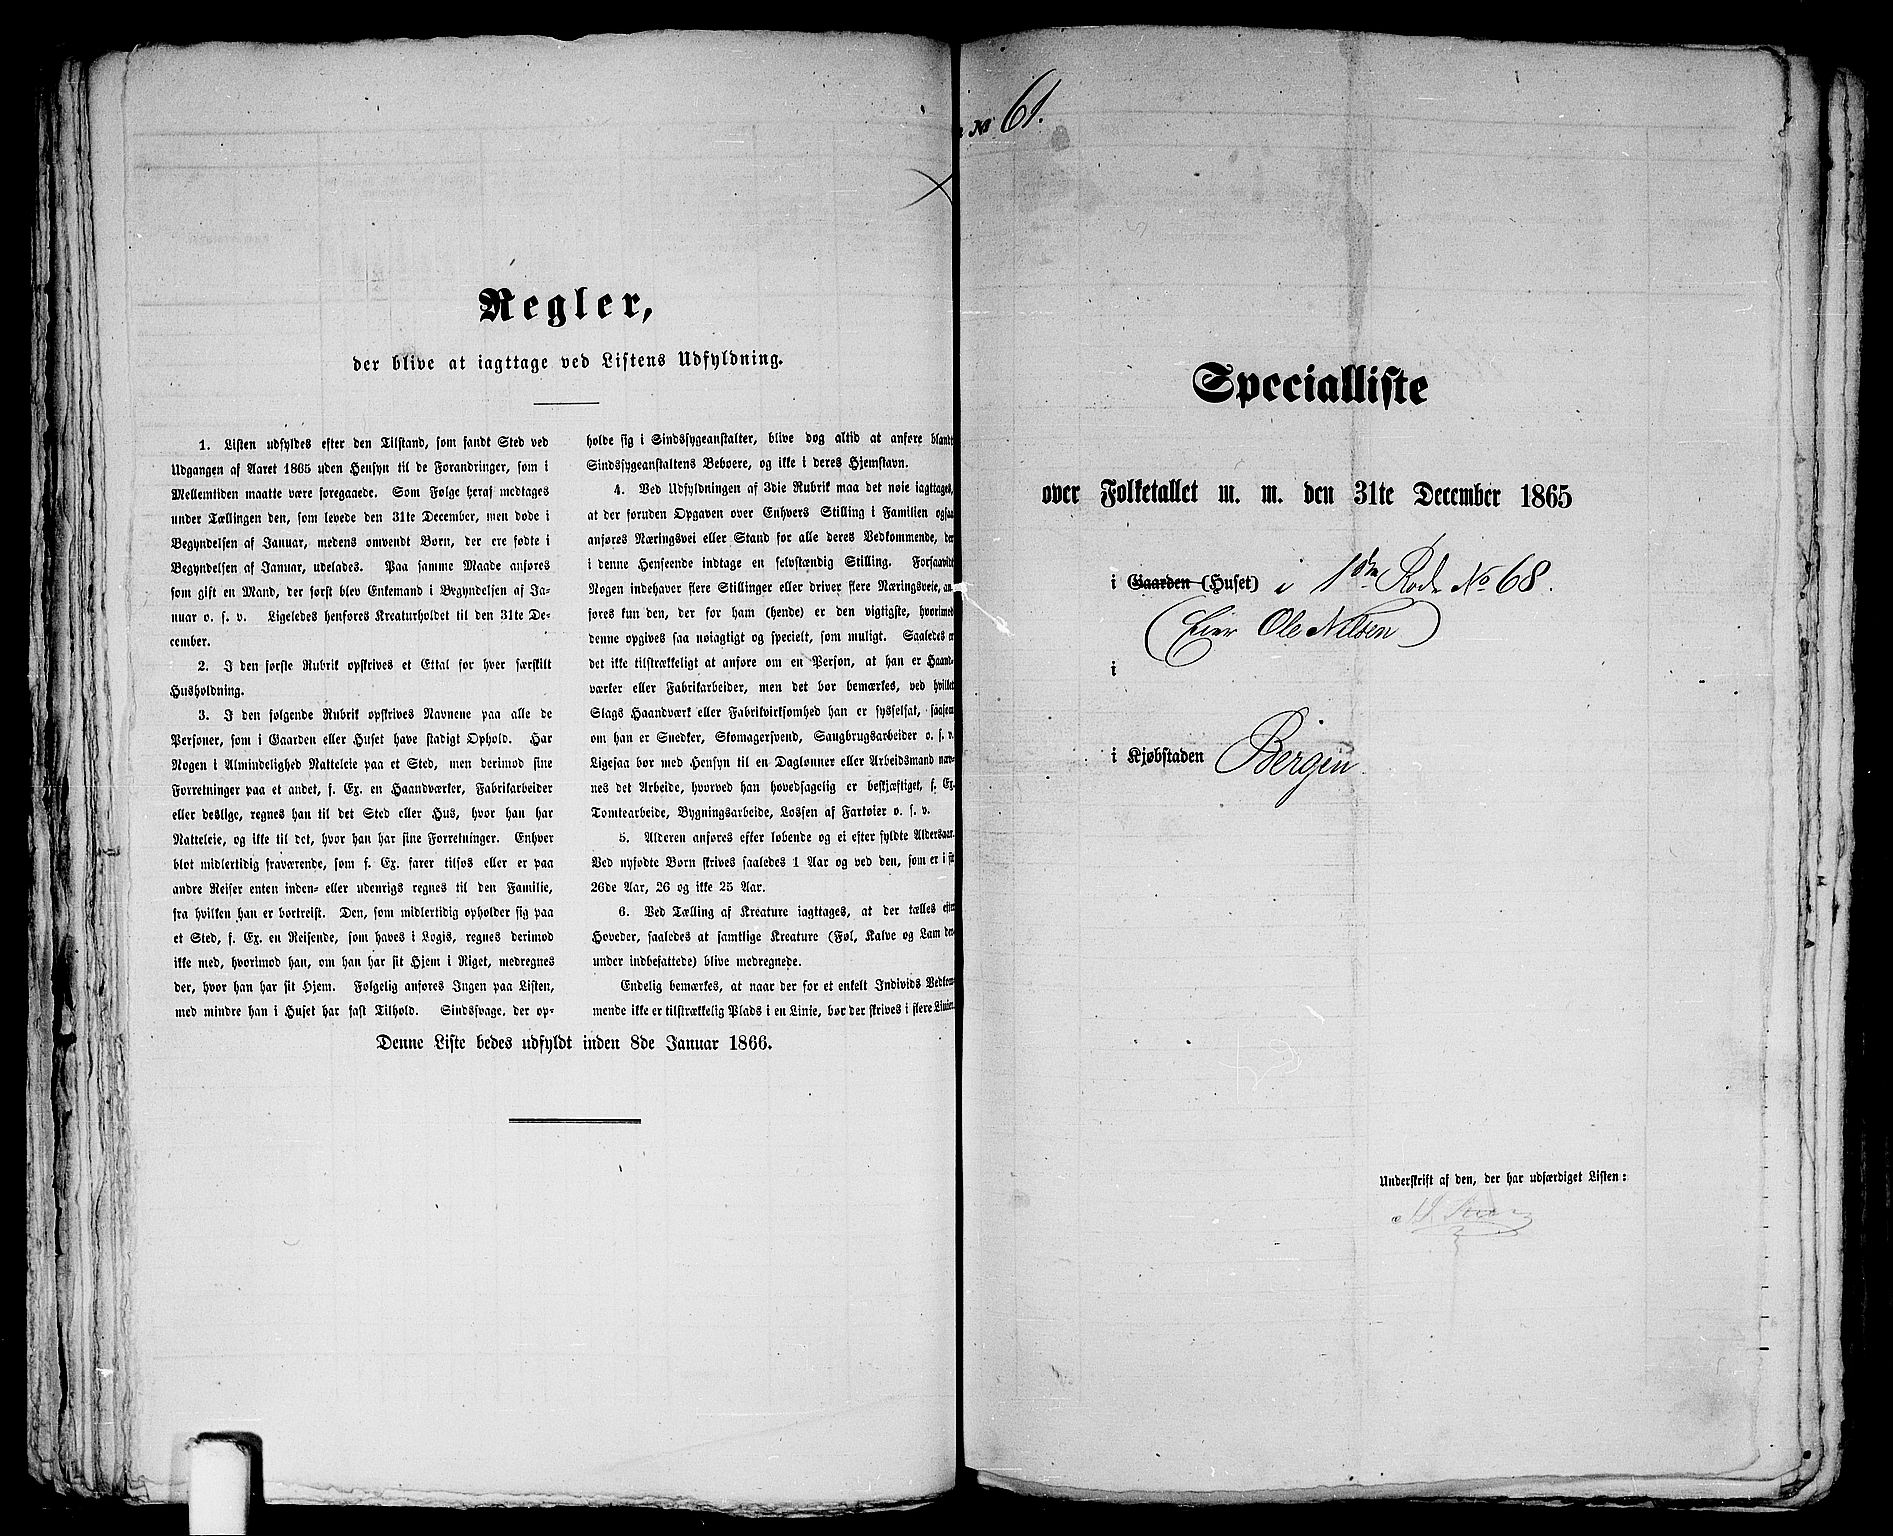 Regler,
der blive at iagttage ved Listens Udfyldning.
1. Listen udfyldes efter den Tilstand, som fandt Sted ved
Udgangen af Aaret 1865 uden Hensyn til de Forandringer, som i
Mellemtiden maatte være foregaaede. Som Følge heraf medtages
under Tællingen den, som levede den 31te December, men døde i
Begyndelsen af Januar, medens omvendt Børn, der ere fødte i
Begyndelsen af Januar, udelades. Paa samme Maade anføres
som gift en Mand, der først blev Enkemand i Begyndelsen af Ja-
nuar o. s. v. Ligeledes henføres Kreaturholdet til den 31te De-
cember.
2. I den første Rubrik opskrives et Ettal for hver særskilt
Husholdning.
3. I den følgende Rubrik opskrives Navnene paa alle de
Personer, som i Gaarden eller Huset have stadigt Ophold. Har
Nogen i Almindelighed Natteleie paa et Sted, men derimod sine
Forretninger paa et andet, f. Ex. en Haandværker, Fabrikarbeider
eller deslige, regnes han til det Sted eller Hus, hvor han har
Natteleie, og ikke til det, hvor han har sine Forretninger. Enhver
blot midlertidig fraværende, som f. Ex. farer tilsøs eller er paa
andre Reiser enten inden- eller udenrigs regnes til den Familie,
fra hvilken han er bortreist. Den, som midlertidig opholder sig paa
et Sted, f. Ex. en Reisende, som haves i Logis, regnes derimod
ikke med, hvorimod han, om han har sit Hjem i Riget, medregnes
der, hvor han har sit Hjem. Følgelig anføres Ingen paa Listen,
med mindre han i Huset har fast Tilhold. Sindssvage, der op-
holde sig i Sindssygeanstalter, blive dog altid at anføre blandt
Sindssygeanstaltens Beboere, og ikke i deres Hjemstavn.
4. Ved Udfyldningen af 3die Rubrik maa det nøie iagttages,
at der foruden Opgaven over Enhvers Stilling i Familien ogsaa
anføres Næringsvei eller Stand for alle deres Vedkommende, der
i denne Henseende indtage en selvstændig Stilling. Forsaavidt
Nogen indehaver flere Stillinger eller driver flere Næringsveie, an-
føres kun den, der for ham (hende) er den vigtigste, hvorimod
denne opgives saa nøiagtigt og specielt, som muligt. Saaledes er
det ikke tilstrækkeligt at anføre om en Person, at han er Haand-
værker eller Fabrikarbeider, men det bør bemærkes, ved hvilket
Slags Haandværk eller Fabrikvirksomhed han er sysselsat, saasom
om han er Snedker, Skomagersvend, Saugbrugsarbeider o. s. v.
Ligesaa bør med Hensyn til en Daglønner eller Arbeidsmand næv-
nes det Arbeide, hvorved han hovedsagelig er beskjæftiget, f. Ex.
Tomtearbeide, Bygningsarbeide, Lossen af Fartøier o. s. v.
5. Alderen anføres efter løbende og ei efter fyldte Aldersaar.
Ved nyfødte Børn skrives saaledes 1 Aar og ved den, som er i sit
26de Aar, 26 og ikke 25 Aar.
6. Ved Tælling af Kreature iagttages, at der tælles efter
Hoveder, saaledes at samtlige Kreature (Føl, Kalve og Lam der-
under indbefattede) blive medregnede.
Endelig bemærkes, at naar der for et enkelt Individs Vedkom-
mende ikke er tilstrækkelig Plads i en Linie, bør der skrives i flere Linier.
Denne Liste bedes udfyldt inden 8de Januar 1866.
№ 61.
Specialliste
over Folketallet m. m. den 31te December 1865
i Gaarden (Huset) i 1ste Rode No 68.
(Eier Ole Nilsen)
i
i Kjøbstaden Bergen.
Underskrift af den, der har udfærdiget Listen: